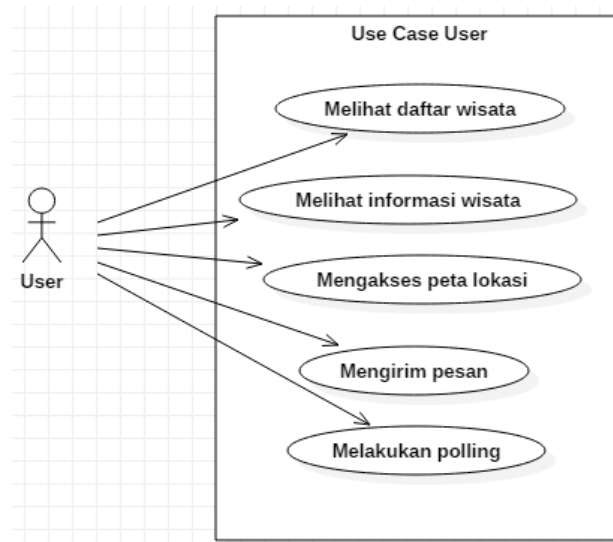 Use Case User
Melihat daftar wisata
Melihat informasi wisata
Mengakses peta lokasi
User
Mengirim pesan
Melakukan polling